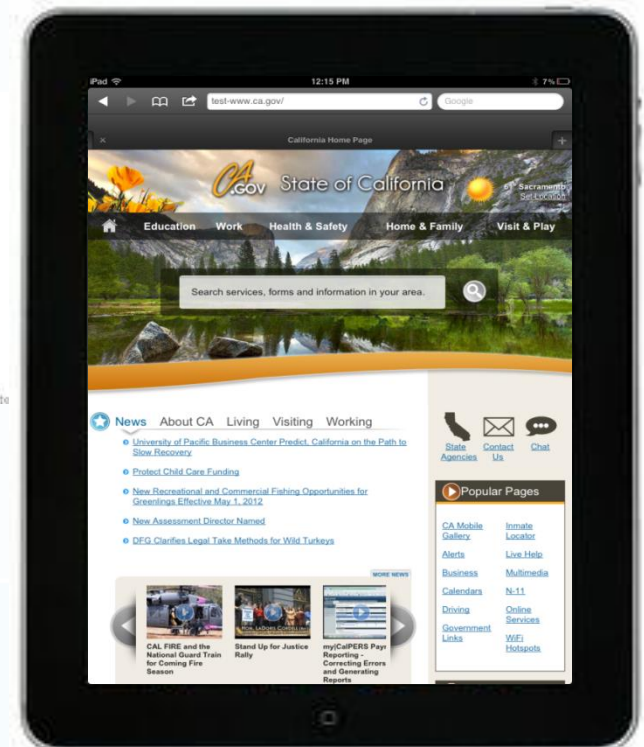 iPad
12:15 PM
7%
test-www.ca.gov/
Google
California Home Page
CA.GOV State of California
Sacramento
Set Location
Education Work Health & Safety Home & Family Visit & Play
Search services, forms and information in your area.
News About CA Living Visiting Working
University of Pacific Business Center Predict, California on the Path to
Slow Recovery
Protect Child Care Funding
New Recreational and Commercial Fishing Opportunities for
Greenlings Effective May 1, 2012
New Assessment Director Named
DFG Clarifies Legal Take Methods for Wild Turkeys
MORE NEWS
CAL FIRE and the
National Guard Train
for Coming Fire
Season
Stand Up for Justice
Rally
my|CalPERS Payr
Reporting -
Correcting Errors
and Generating
Reports
State
Agencies
Contact
Us
Chat
Popular Pages
CA Mobile
Gallery
Alerts
Business
Calendars
Driving
Government
Links
Inmate
Locator
Live Help
Multimedia
N-11
Online
Services
WiFi
Hotspots